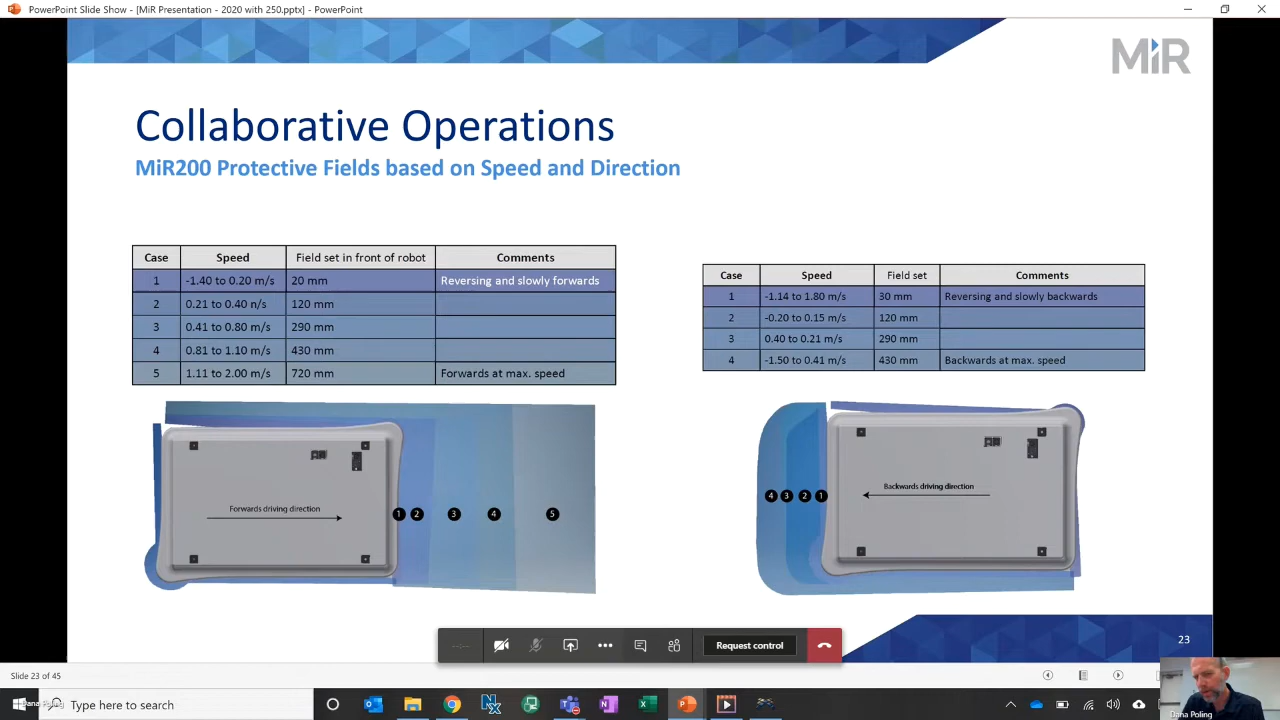 PowerPoint Slide Show - [MiR Presentation - 2020 with 250.pptx] - PowerPoint
MiR
Collaborative Operations
MiR200 Protective Fields based on Speed and Direction
Case Speed Field set in front of robot Comments
1 -1.40 to 0.20 m/s 20 mm Reversing and slowly forwards
2 0.21 to 0.40 n/s 120 mm
3 0.41 to 0.80 m/s 290 mm
4 0.81 to 1.10 m/s 430 mm
5 1.11 to 2.00 m/s 720 mm Forwards at max. speed
Case Speed Field set Comments
1 -1.14 to 1.80 m/s 30 mm Reversing and slowly backwards
2 -0.20 to 0.15 m/s 120 mm
3 0.40 to 0.21 m/s 290 mm
4 -1.50 to 0.41 m/s 430 mm Backwards at max. speed
Forwards driving direction
1 2 3 4 5
Backwards driving direction
4 3 2 1
Request control
23
Slide 23 of 45
Dana Poling
Type here to search
Dana Poling